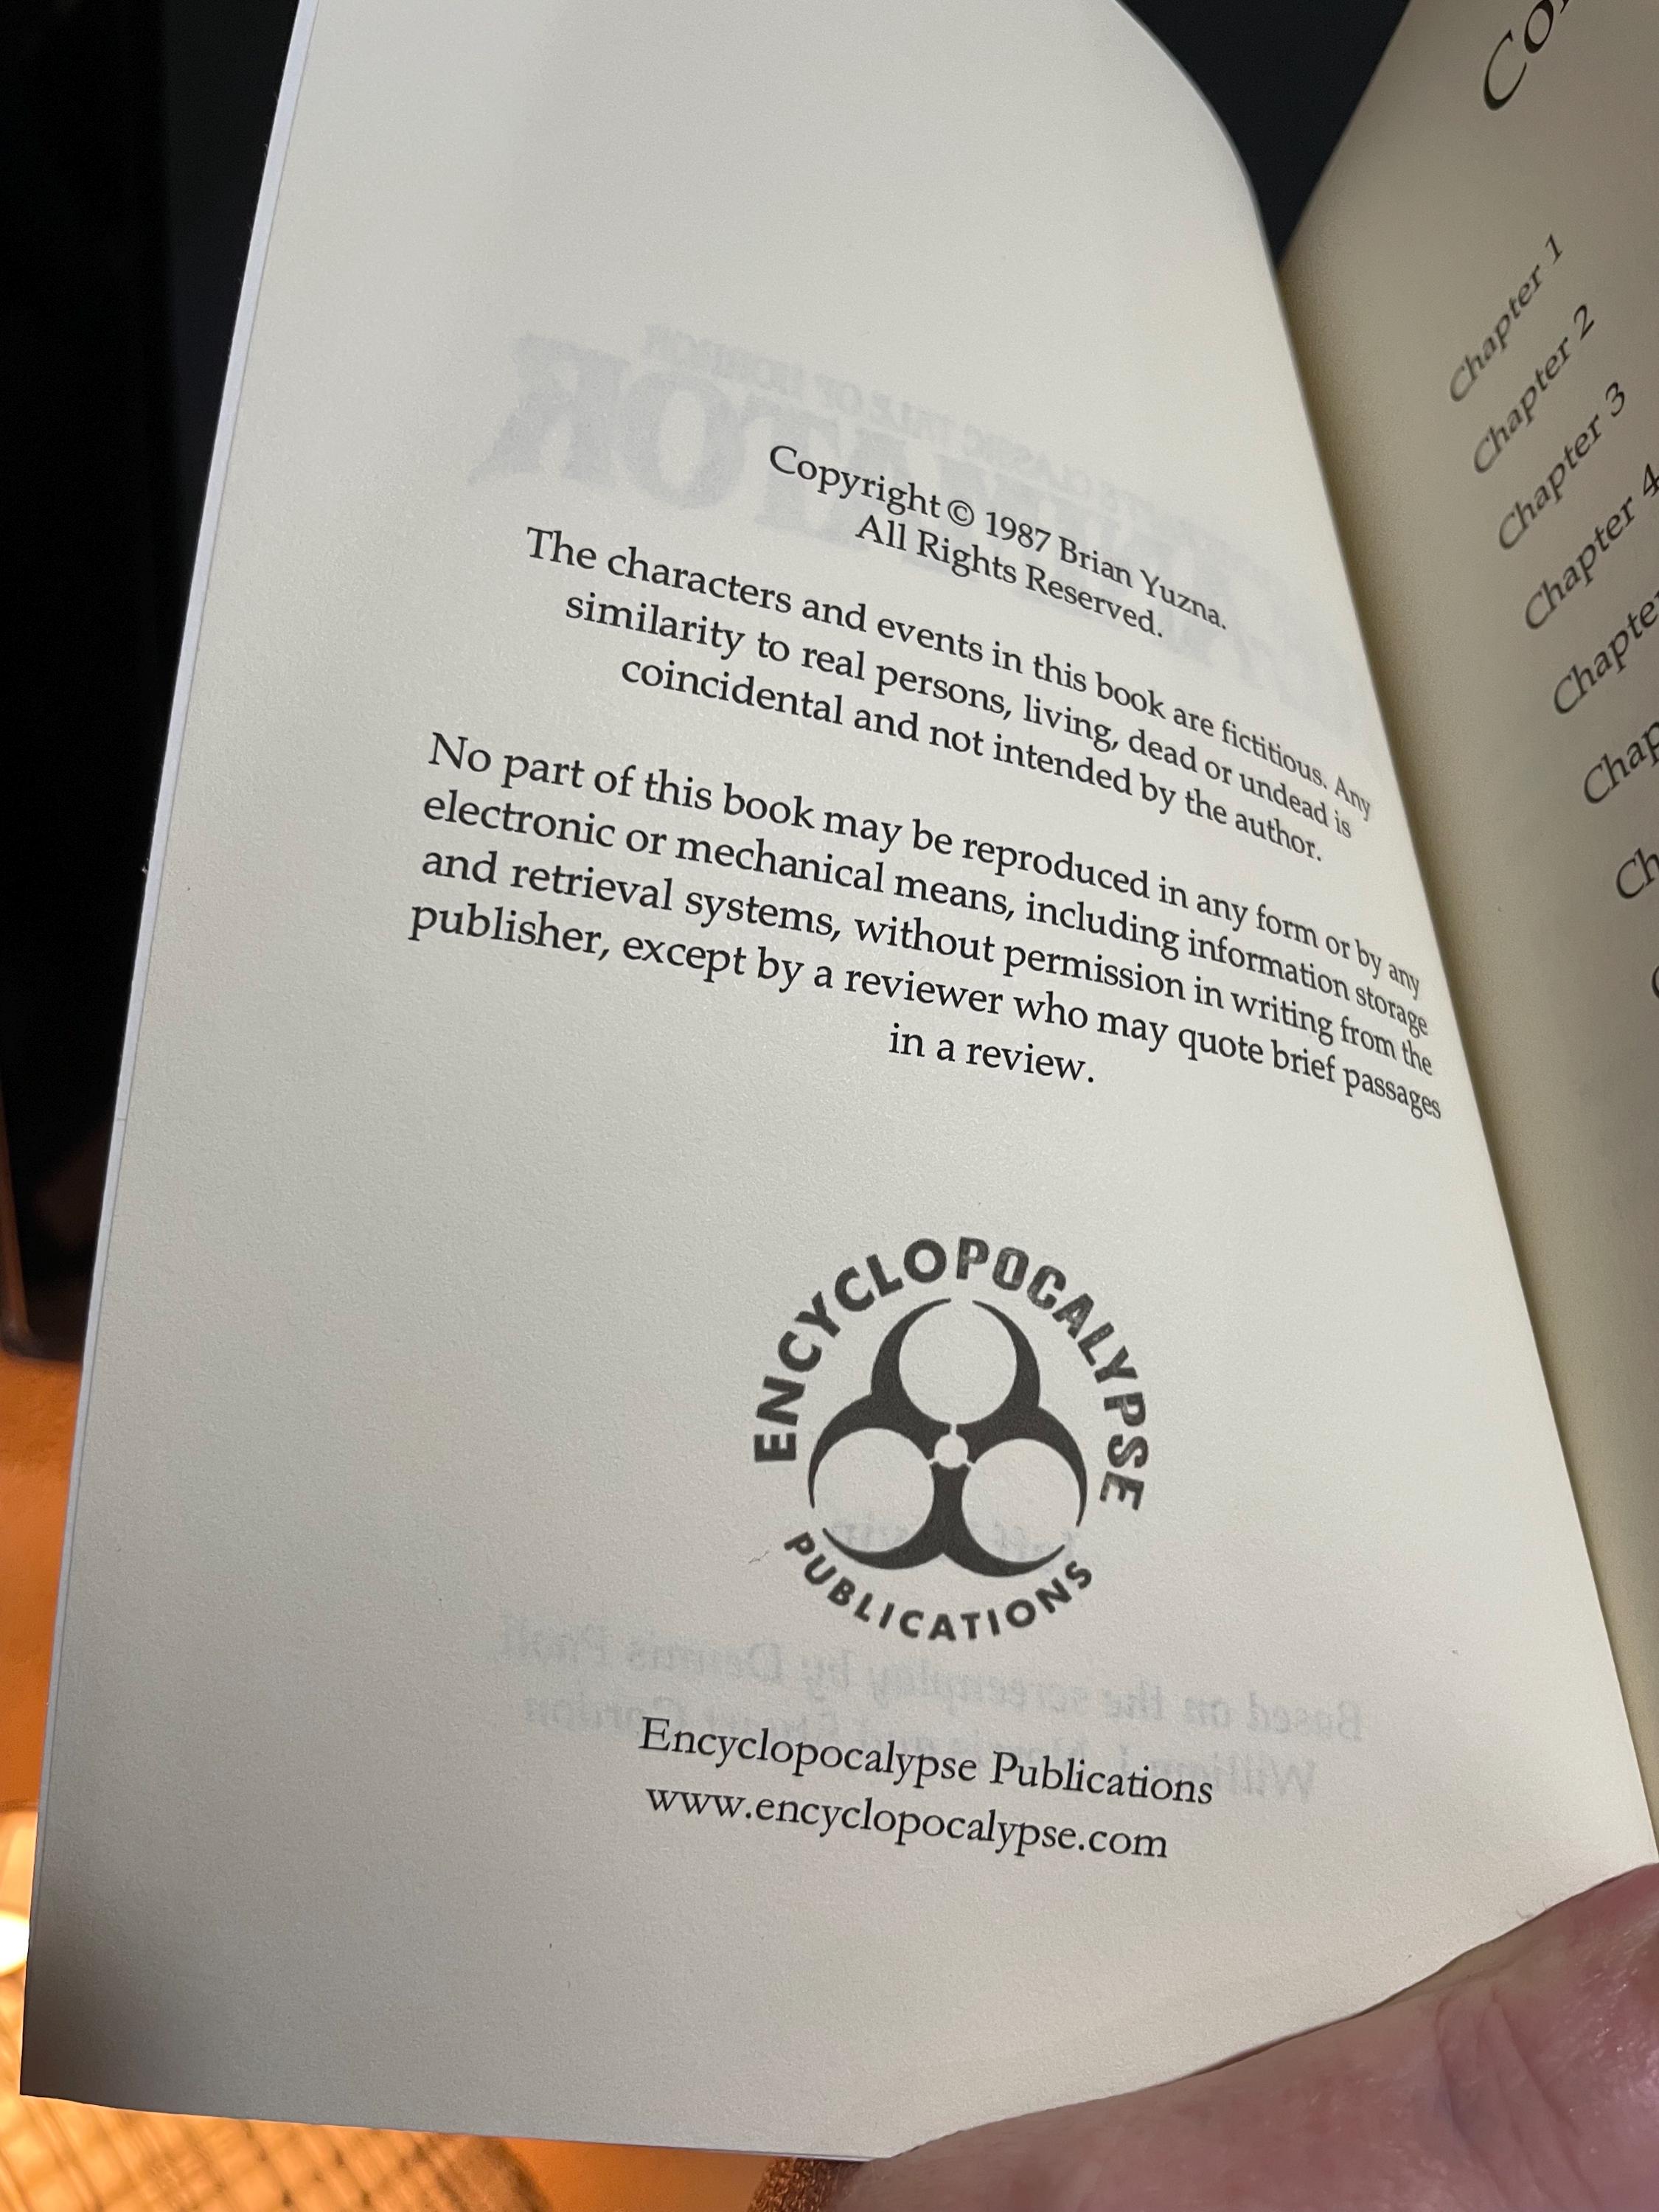 Copyright © 1987 Brian Yuzna.
All Rights Reserved.
The characters and events in this book are fictitious. Any
similarity to real persons, living, dead or undead is
coincidental and not intended by the author.
No part of this book may be reproduced in any form or by any
electronic or mechanical means, including information storage
and retrieval systems, without permission in writing from the
publisher, except by a reviewer who may quote brief passages
in a review.
ENCYCLOPOCALYPSE
PUBLICATIONS
Encyclopocalypse Publications
www.encyclopocalypse.com
Chapter 1
Chapter 2
Chapter 3
Chapter 4